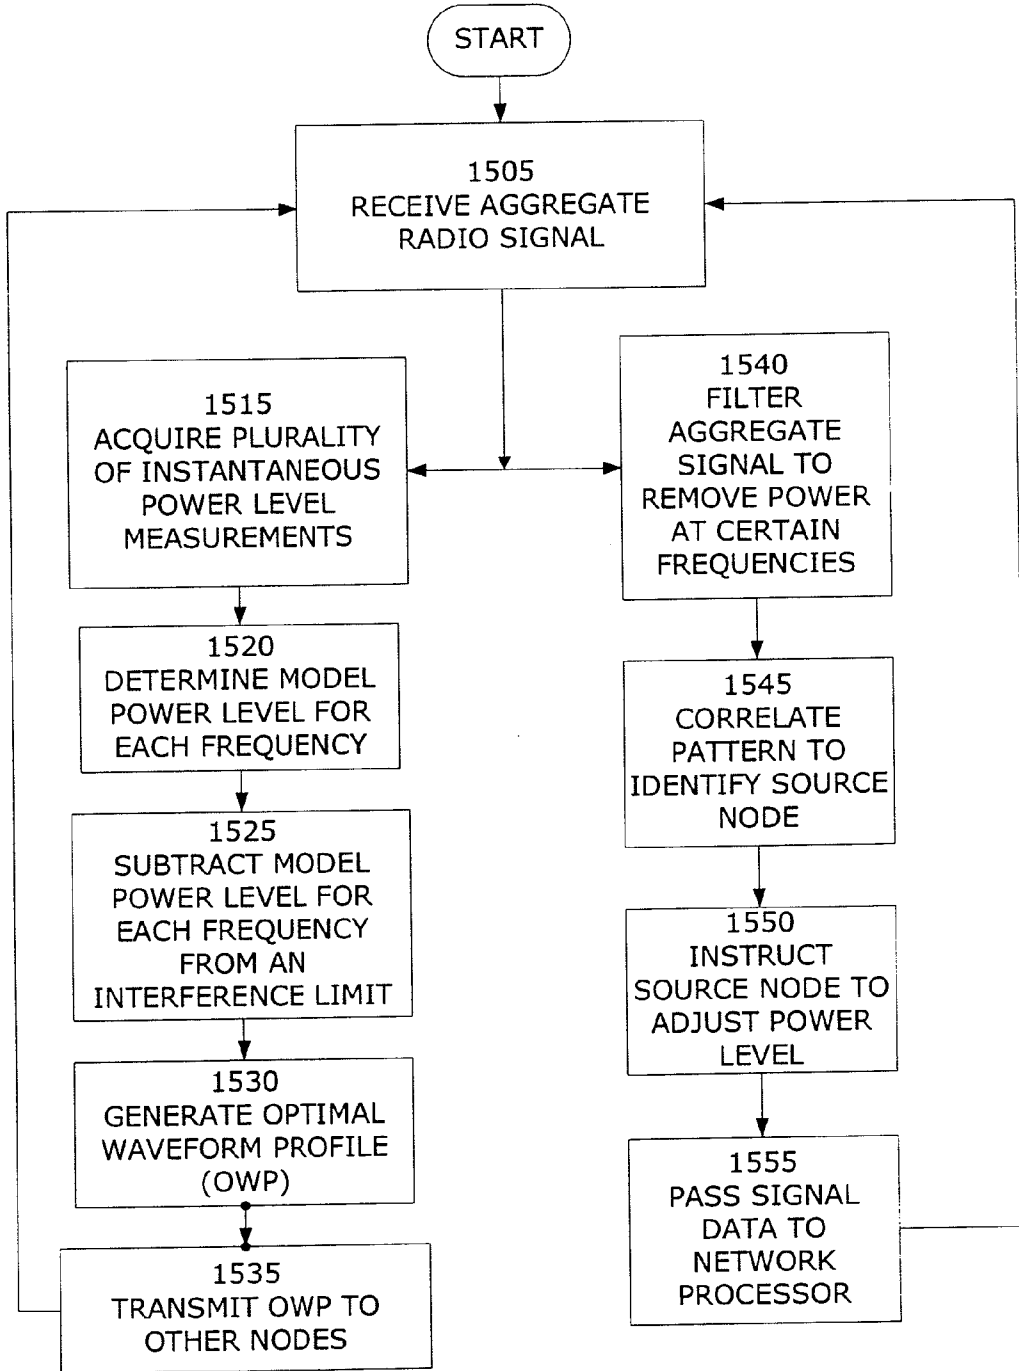 START
1505
RECEIVE AGGREGATE
RADIO SIGNAL
1515
ACQUIRE PLURALITY
OF INSTANTANEOUS
POWER LEVEL
MEASUREMENTS
1520
DETERMINE MODEL
POWER LEVEL FOR
EACH FREQUENCY
1525
SUBTRACT MODEL
POWER LEVEL FOR
EACH FREQUENCY
FROM AN
INTERFERENCE LIMIT
1530
GENERATE OPTIMAL
WAVEFORM PROFILE
(OWP)
1535
TRANSMIT OWP TO
OTHER NODES
1540
FILTER
AGGREGATE
SIGNAL TO
REMOVE POWER
AT CERTAIN
FREQUENCIES
1545
CORRELATE
PATTERN TO
IDENTIFY SOURCE
NODE
1550
INSTRUCT
SOURCE NODE TO
ADJUST POWER
LEVEL
1555
PASS SIGNAL
DATA TO
NETWORK
PROCESSOR